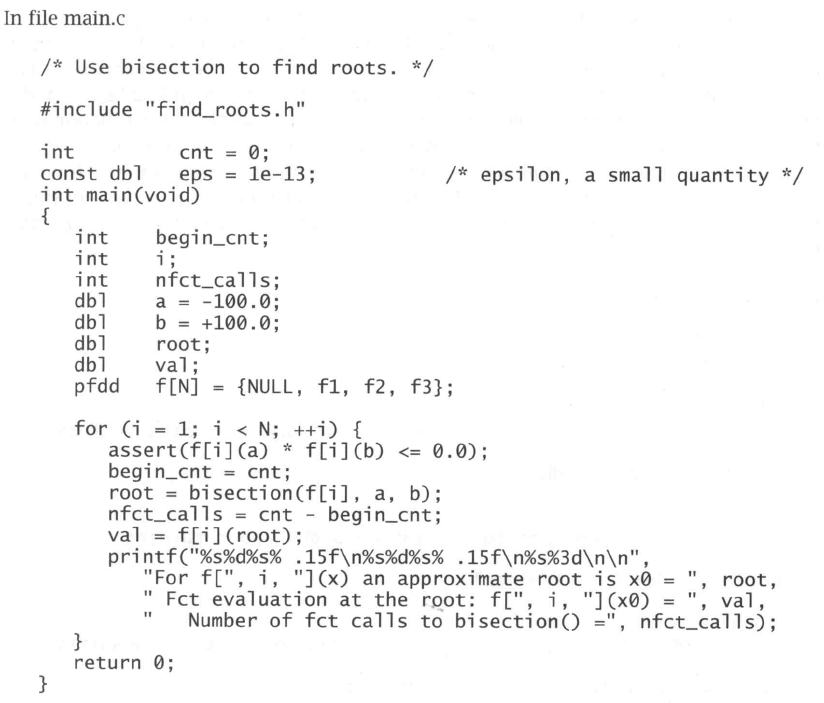 In file main.c
/* Use bisection to find roots. */
#include "find_roots.h"
int cnt = 0;
const dbl eps = 1e-13; /* epsilon, a small quantity */
int main(void)
{
int begin_cnt;
int i;
int nfct_calls;
dbl a = -100.0;
dbl b = +100.0;
dbl root;
dbl val;
pfdd f[N] = {NULL, f1, f2, f3};
for (i = 1; i < N; ++i) {
assert(f[i](a) * f[i](b) <= 0.0);
begin_cnt = cnt;
root = bisection(f[i], a, b);
nfct_calls = cnt - begin_cnt;
val = f[i](root);
printf("%s%d%s% .15f\n%s%d%s% .15f\n%s%3d\n\n",
"For f[", i, "](x) an approximate root is x0 = ", root,
" Fct evaluation at the root: f[", i, "](x0) = ", val,
"   Number of fct calls to bisection() =", nfct_calls);
}
return 0;
}